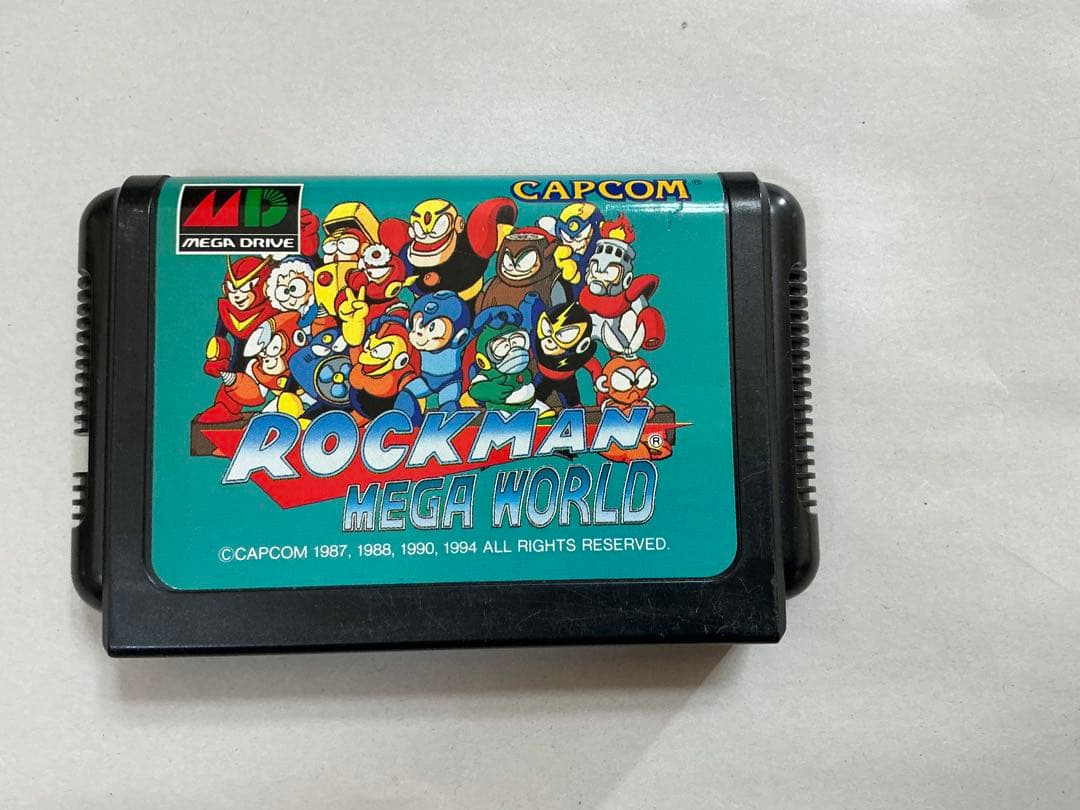 MD
MEGA DRIVE
CAPCOM®
ROCKMAN®
MEGA WORLD
©CAPCOM 1987, 1988, 1990, 1994 ALL RIGHTS RESERVED.